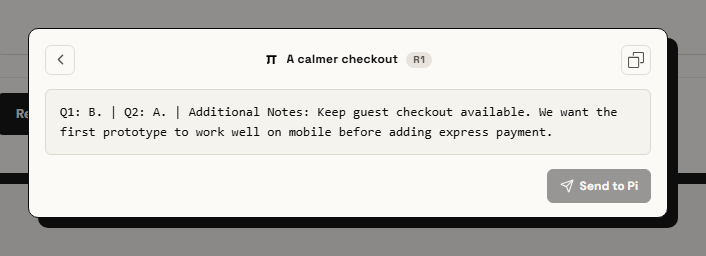 π A calmer checkout R1
Q1: B. | Q2: A. | Additional Notes: Keep guest checkout available. We want the
first prototype to work well on mobile before adding express payment.
Re
Send to Pi